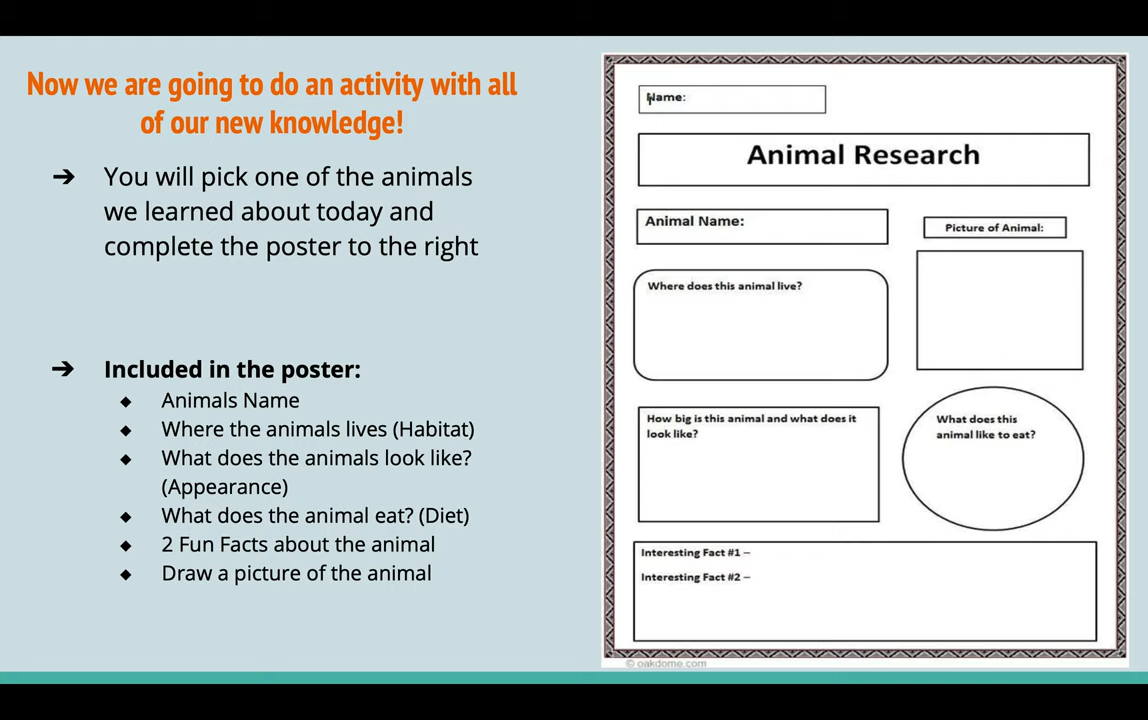 Now we are going to do an activity with all
of our new knowledge!
➔ You will pick one of the animals
we learned about today and
complete the poster to the right
➔ Included in the poster:
◆ Animals Name
◆ Where the animals lives (Habitat)
◆ What does the animals look like?
(Appearance)
◆ What does the animal eat? (Diet)
◆ 2 Fun Facts about the animal
◆ Draw a picture of the animal
Name:
Animal Research
Animal Name:
Picture of Animal:
Where does this animal live?
How big is this animal and what does it
look like?
What does this
animal like to eat?
Interesting Fact #1 –
Interesting Fact #2 –
© oakdome.com